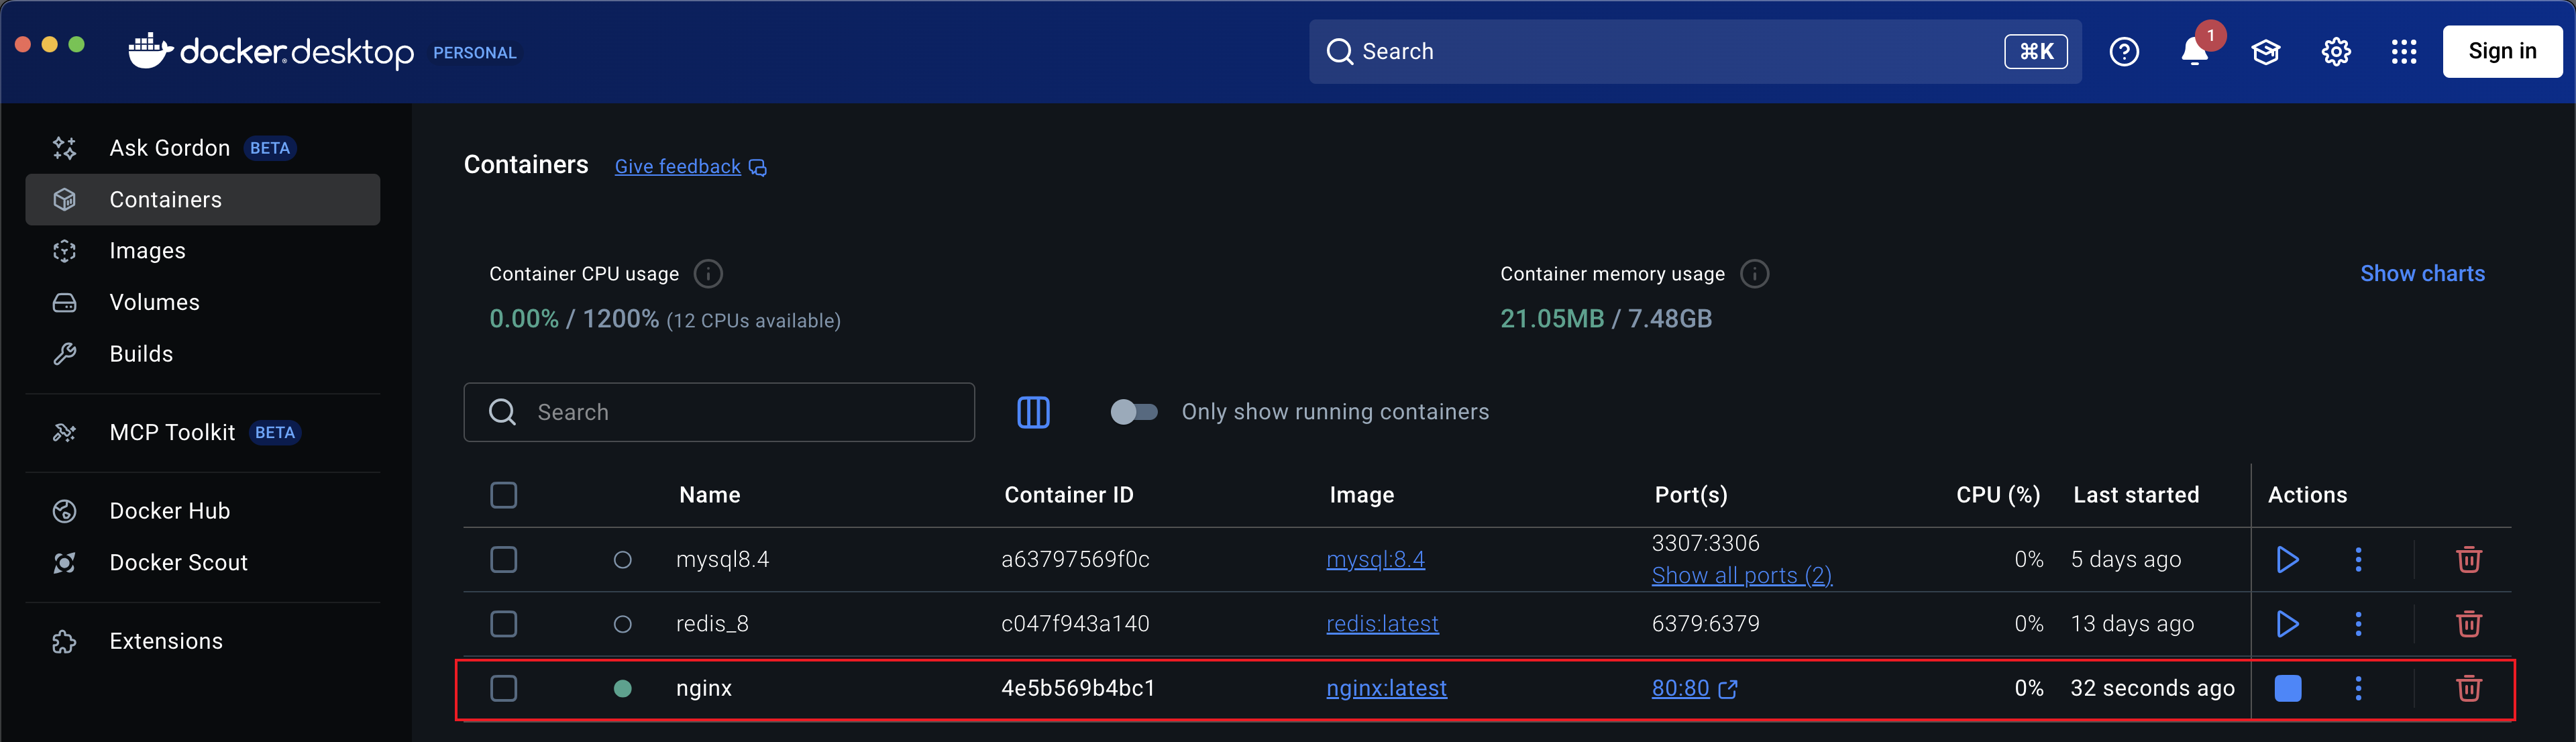 docker desktop PERSONAL
Search ⌘K
1
Sign in
Ask Gordon BETA
Containers
Images
Volumes
Builds
MCP Toolkit BETA
Docker Hub
Docker Scout
Extensions
Containers Give feedback
Container CPU usage
0.00% / 1200% (12 CPUs available)
Container memory usage
21.05MB / 7.48GB
Show charts
Search
Only show running containers
Name Container ID Image Port(s) CPU (%) Last started Actions
mysql8.4 a63797569f0c mysql:8.4 3307:3306 0% 5 days ago
Show all ports (2)
redis_8 c047f943a140 redis:latest 6379:6379 0% 13 days ago
nginx 4e5b569b4bc1 nginx:latest 80:80 0% 32 seconds ago